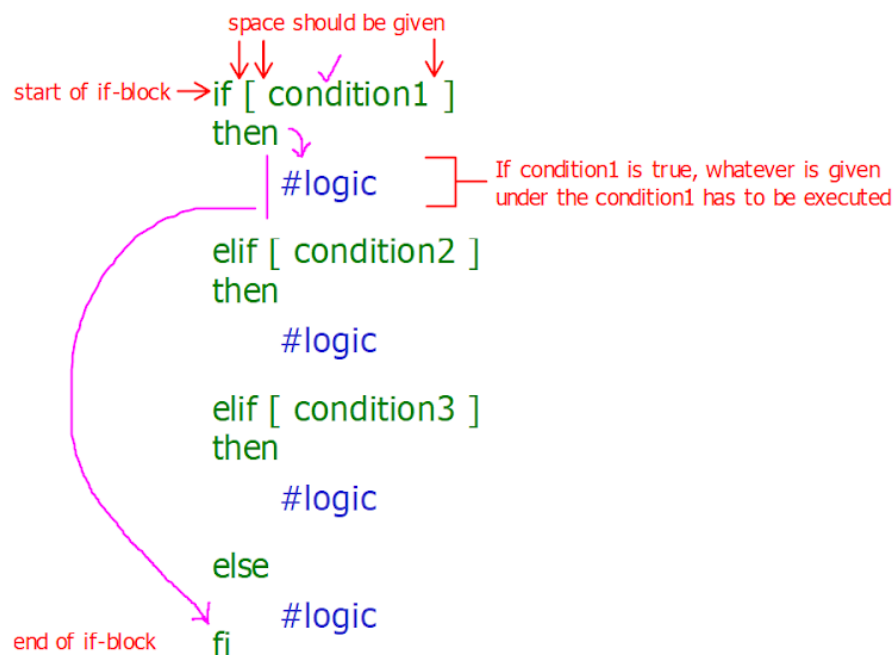 space should be given
start of if-block if [ condition1 ]
then
#logic
If condition1 is true, whatever is given
under the condition1 has to be executed
elif [ condition2 ]
then
#logic
elif [ condition3 ]
then
#logic
else
#logic
end of if-block fi